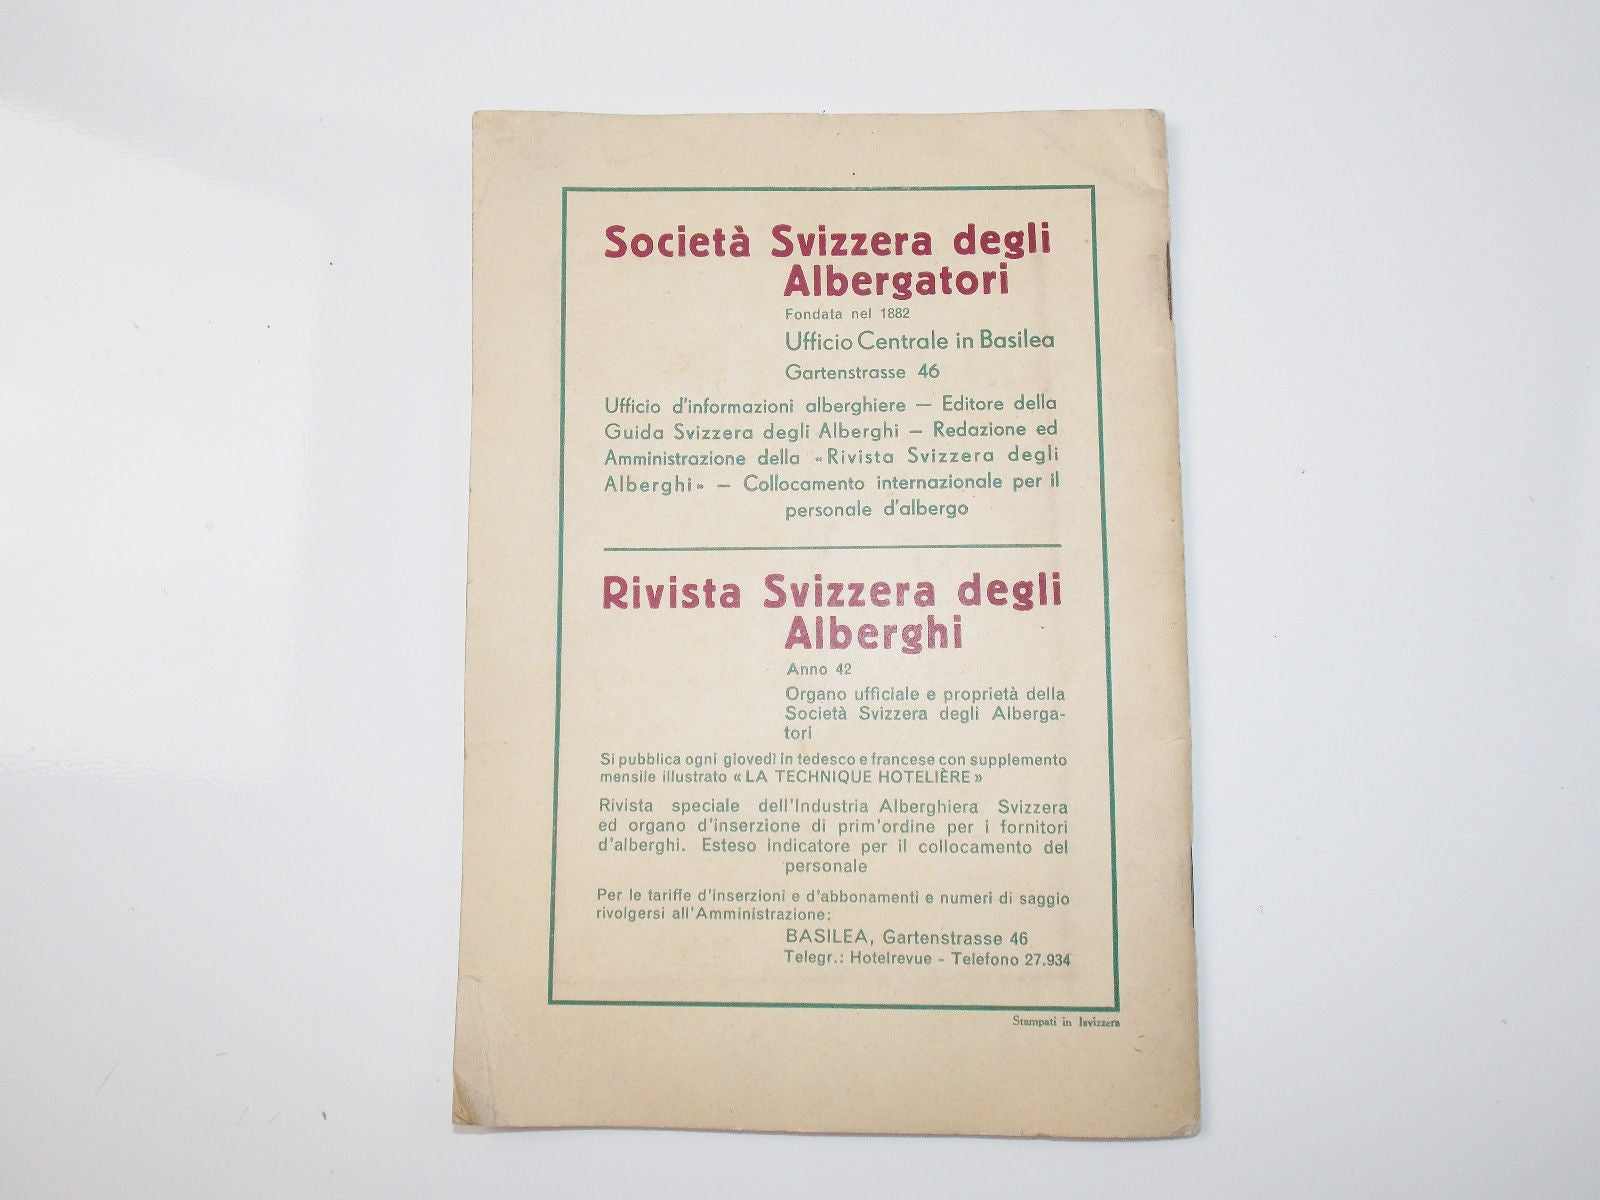 Società Svizzera degli
Albergatori
Fondata nel 1882
Ufficio Centrale in Basilea
Gartenstrasse 46
Ufficio d'informazioni alberghiere — Editore della
Guida Svizzera degli Alberghi — Redazione ed
Amministrazione della «Rivista Svizzera degli
Alberghi» — Collocamento internazionale per il
personale d'albergo
Rivista Svizzera degli
Alberghi
Anno 42
Organo ufficiale e proprietà della
Società Svizzera degli Alberga-
tori
Si pubblica ogni giovedì in tedesco e francese con supplemento
mensile illustrato «LA TECHNIQUE HOTELIÈRE»
Rivista speciale dell'Industria Alberghiera Svizzera
ed organo d'inserzione di prim'ordine per i fornitori
d'alberghi. Esteso indicatore per il collocamento del
personale
Per le tariffe d'inserzioni e d'abbonamenti e numeri di saggio
rivolgersi all'Amministrazione:
BASILEA, Gartenstrasse 46
Telegr.: Hotelrevue - Telefono 27.934
Stampati in Isvizzera